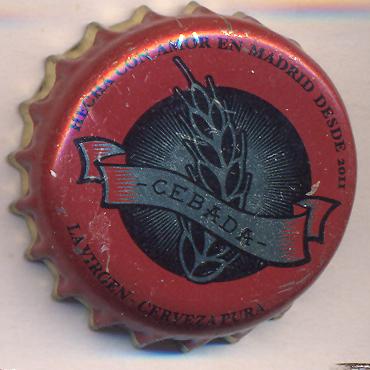 HECHA CON AMOR EN MADRID DESDE 2011
-CEBADA-
LA VIRGEN - CERVEZA PURA